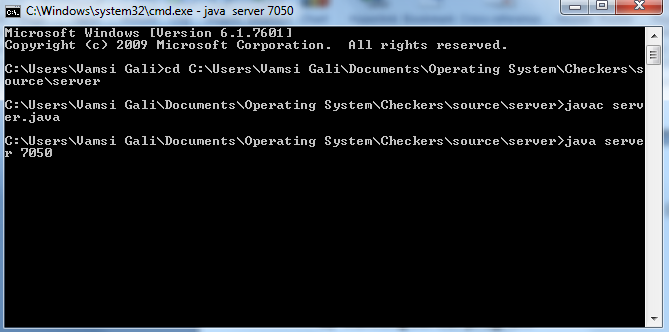 C:\Windows\system32\cmd.exe - java  server 7050
Microsoft Windows [Version 6.1.7601]
Copyright (c) 2009 Microsoft Corporation.  All rights reserved.
C:\Users\Vamsi Gali>cd C:\Users\Vamsi Gali\Documents\Operating System\Checkers\s
ource\server
C:\Users\Vamsi Gali\Documents\Operating System\Checkers\source\server>javac serv
er.java
C:\Users\Vamsi Gali\Documents\Operating System\Checkers\source\server>java serve
r 7050